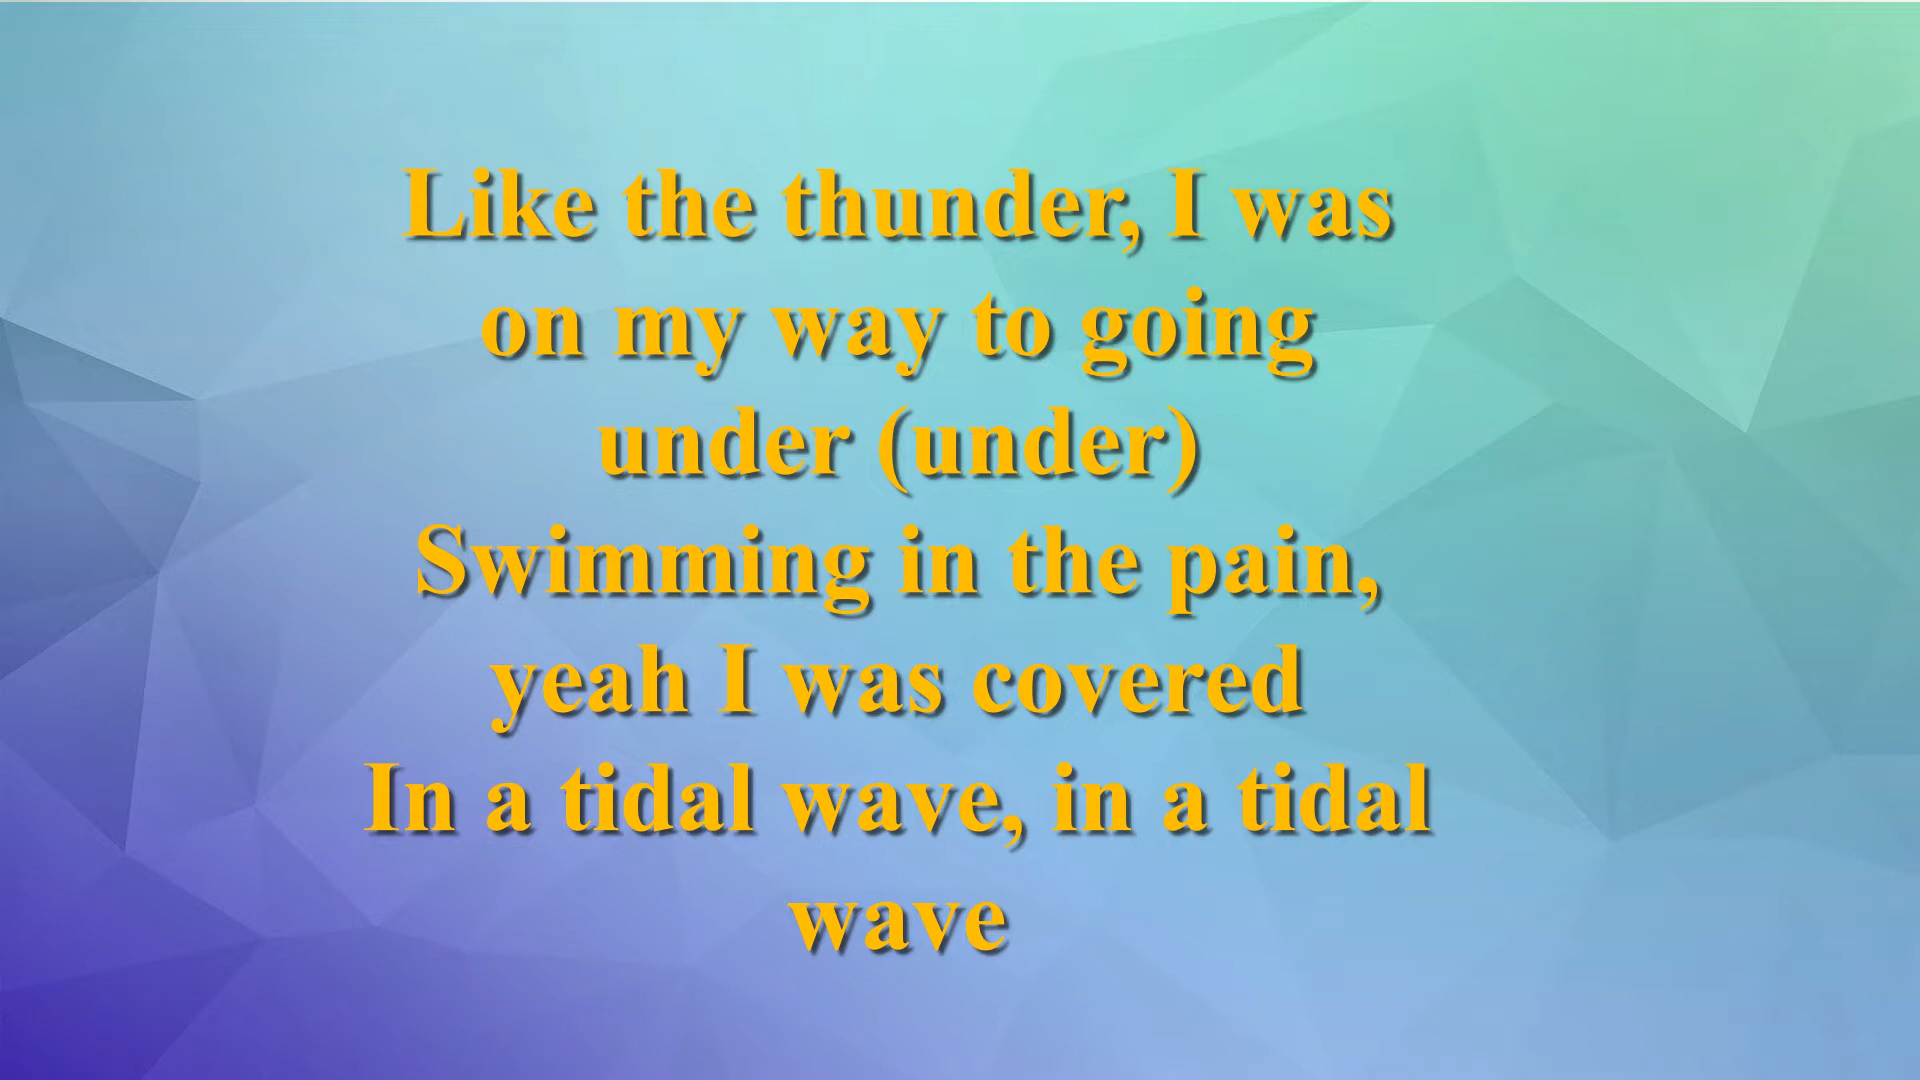 Like the thunder, I was
on my way to going
under (under)
Swimming in the pain,
yeah I was covered
In a tidal wave, in a tidal
wave